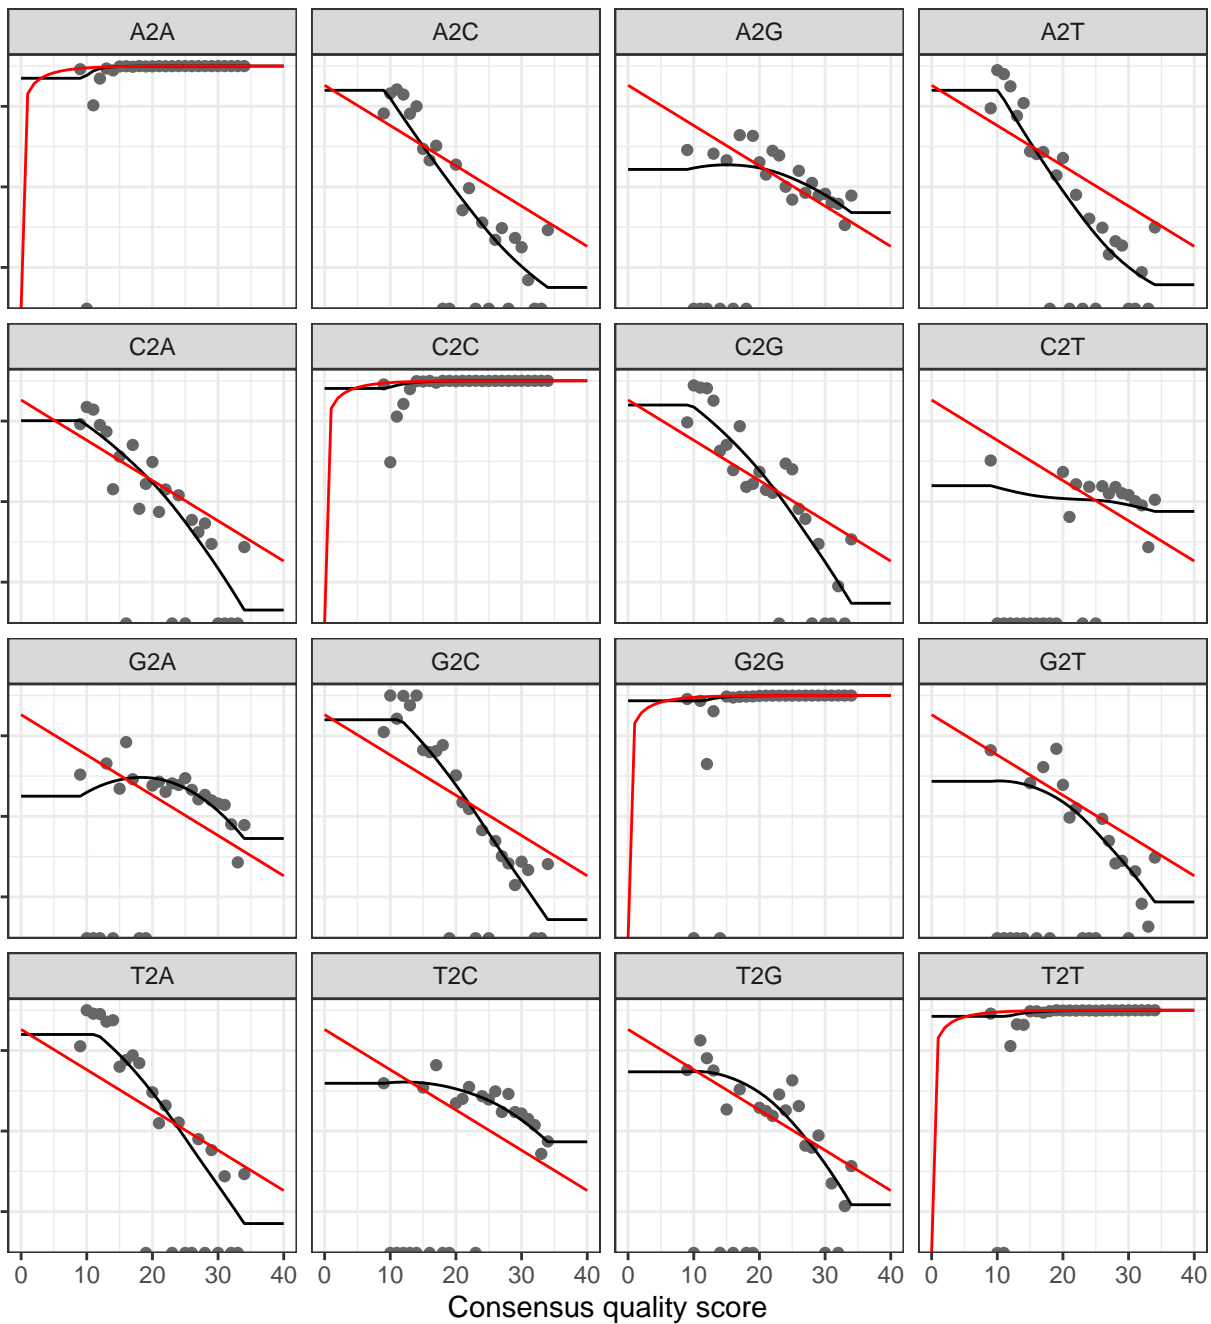 A2A A2C A2G A2T
C2A C2C C2G C2T
G2A G2C G2G G2T
T2A T2C T2G T2T
0 10 20 30 40 0 10 20 30 40 0 10 20 30 40 0 10 20 30 40
Consensus quality score